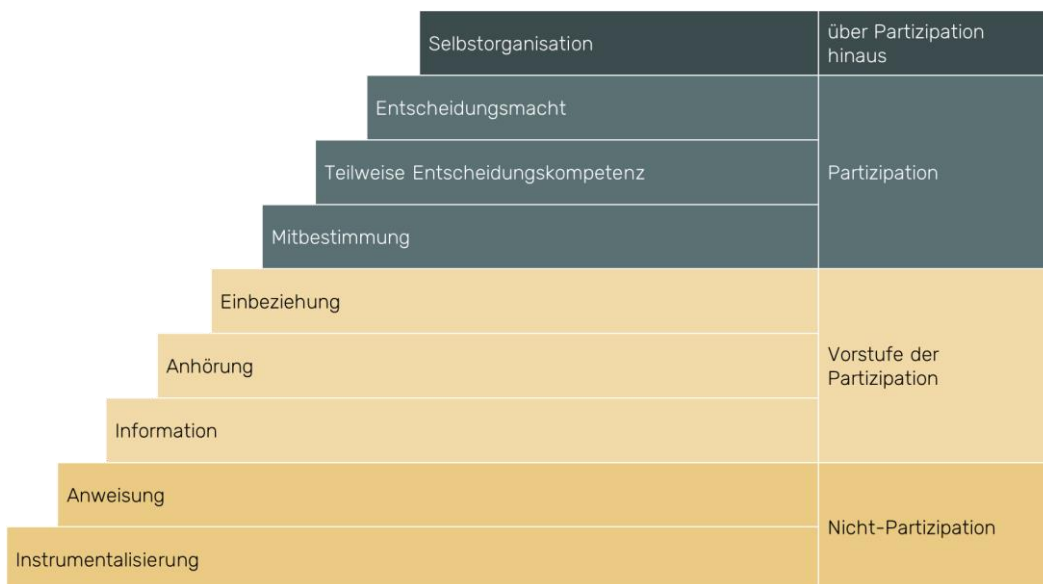 Selbstorganisation
über Partizipation
hinaus
Entscheidungsmacht
Teilweise Entscheidungskompetenz
Partizipation
Mitbestimmung
Einbeziehung
Anhörung
Vorstufe der
Partizipation
Information
Anweisung
Nicht-Partizipation
Instrumentalisierung